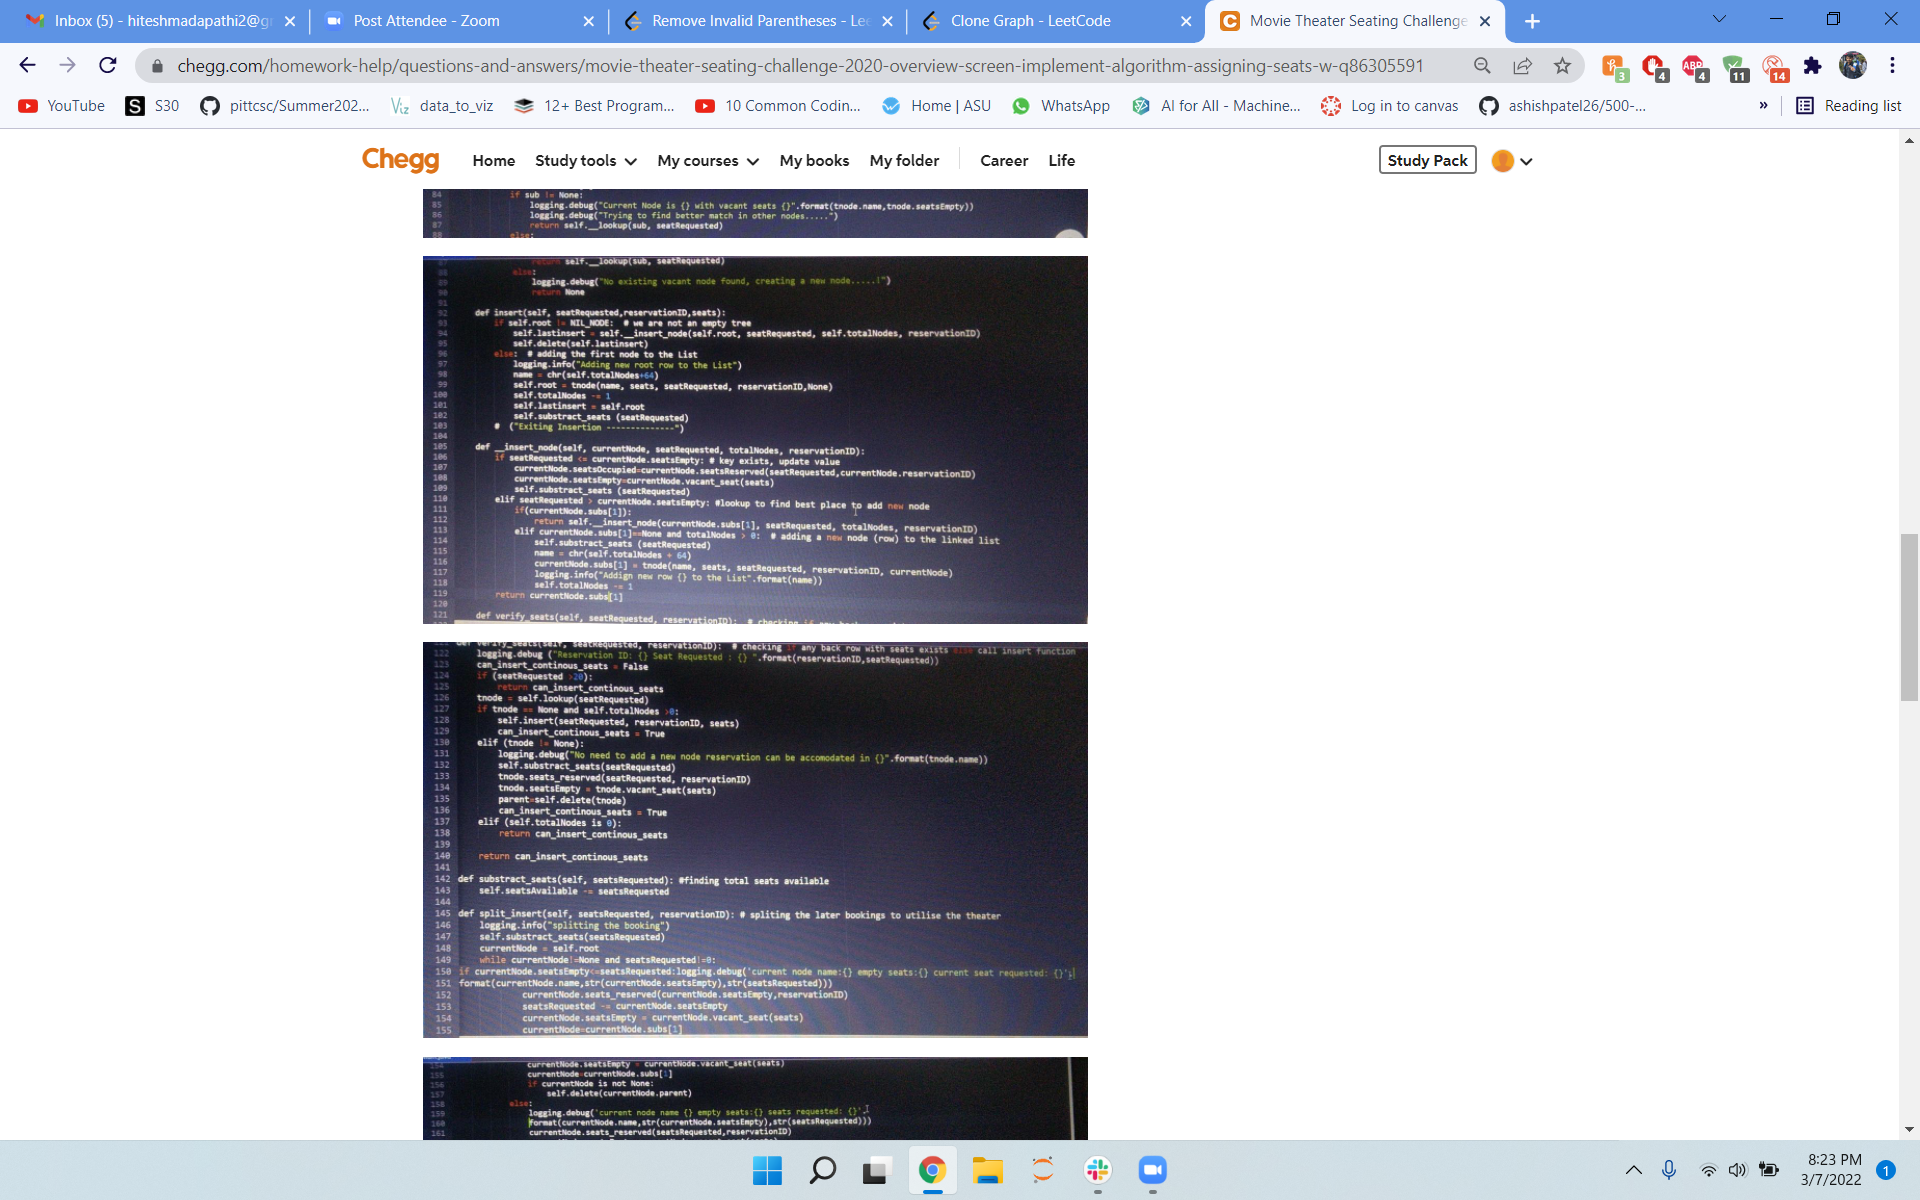 Inbox (5) - hiteshmadapathi2@g
Post Attendee - Zoom
Remove Invalid Parentheses - Lee
Clone Graph - LeetCode
Movie Theater Seating Challenge
chegg.com/homework-help/questions-and-answers/movie-theater-seating-challenge-2020-overview-screen-implement-algorithm-assigning-seats-w-q86305591
3
4
ABP
4
11
14
YouTube
S
S30
pittcsc/Summer202...
Viz
data_to_viz
12+ Best Program...
10 Common Codin...
Home | ASU
WhatsApp
AI for All - Machine...
Log in to canvas
ashishpatel26/500-...
»
Reading list
Chegg
Home
Study tools
My courses
My books
My folder
Career
Life
Study Pack
84 if sub != None:
85 logging.debug("Current Node is {} with vacant seats {}".format(tnode.name,tnode.seatsEmpty))
86 logging.debug("Trying to find better match in other nodes.....")
87 return self.__lookup(sub, seatRequested)
88 else:
87 return self.__lookup(sub, seatRequested)
88 else:
89 logging.debug("No existing vacant node found, creating a new node.....!")
90 return None
91
92 def insert(self, seatRequested,reservationID,seats):
93 if self.root != NIL_NODE: # we are not an empty tree
94 self.lastinsert = self.__insert_node(self.root, seatRequested, self.totalNodes, reservationID)
95 self.delete(self.lastinsert)
96 else: # adding the first node to the List
97 logging.info("Adding new root row to the List")
98 name = chr(self.totalNodes+64)
99 self.root = tnode(name, seats, seatRequested, reservationID,None)
100 self.totalNodes -= 1
101 self.lastinsert = self.root
102 self.substract_seats (seatRequested)
103 # ("Exiting Insertion --------------")
104
105 def __insert_node(self, currentNode, seatRequested, totalNodes, reservationID):
106 if seatRequested <= currentNode.seatsEmpty: # key exists, update value
107 currentNode.seatsOccupied=currentNode.seatsReserved(seatRequested,currentNode.reservationID)
108 currentNode.seatsEmpty=currentNode.vacant_seat(seats)
109 self.substract_seats (seatRequested)
110 elif seatRequested > currentNode.seatsEmpty: #lookup to find best place to add new node
111 if(currentNode.subs[1]):
112 return self.__insert_node(currentNode.subs[1], seatRequested, totalNodes, reservationID)
113 elif currentNode.subs[1]==None and totalNodes > 0: # adding a new node (row) to the linked list
114 self.substract_seats (seatRequested)
115 name = chr(self.totalNodes + 64)
116 currentNode.subs[1] = tnode(name, seats, seatRequested, reservationID, currentNode)
117 logging.info("Addign new row {} to the List".format(name))
118 self.totalNodes -= 1
119 return currentNode.subs[1]
120
121 def verify_seats(self, seatRequested, reservationID): # checking if any back
def verify_seats(self, seatRequested, reservationID): # checking if any back row with seats exists else call insert function
122 logging.debug ("Reservation ID: {} Seat Requested : {} ".format(reservationID,seatRequested))
123 can_insert_continous_seats = False
124 if (seatRequested >20):
125 return can_insert_continous_seats
126 tnode = self.lookup(seatRequested)
127 if tnode == None and self.totalNodes >0:
128 self.insert(seatRequested, reservationID, seats)
129 can_insert_continous_seats = True
130 elif (tnode != None):
131 logging.debug("No need to add a new node reservation can be accomodated in {}".format(tnode.name))
132 self.substract_seats(seatRequested)
133 tnode.seats_reserved(seatRequested, reservationID)
134 tnode.seatsEmpty = tnode.vacant_seat(seats)
135 parent=self.delete(tnode)
136 can_insert_continous_seats = True
137 elif (self.totalNodes is 0):
138 return can_insert_continous_seats
139
140 return can_insert_continous_seats
141
142 def substract_seats(self, seatsRequested): #finding total seats available
143 self.seatsAvailable -= seatsRequested
144
145 def split_insert(self, seatsRequested, reservationID): # spliting the later bookings to utilise the theater
146 logging.info("splitting the booking")
147 self.substract_seats(seatsRequested)
148 currentNode = self.root
149 while currentNode!=None and seatsRequested!=0:
150 if currentNode.seatsEmpty<=seatsRequested:logging.debug('current node name:{} empty seats:{} current seat requested: {}'.
151 format(currentNode.name,str(currentNode.seatsEmpty),str(seatsRequested)))
152 currentNode.seats_reserved(currentNode.seatsEmpty,reservationID)
153 seatsRequested -= currentNode.seatsEmpty
154 currentNode.seatsEmpty = currentNode.vacant_seat(seats)
155 currentNode=currentNode.subs[1]
154 currentNode.seatsEmpty = currentNode.vacant_seat(seats)
155 currentNode=currentNode.subs[1]
156 if currentNode is not None:
157 self.delete(currentNode.parent)
158 else:
159 logging.debug('current node name {} empty seats:{} seats requested: {}'.
160 format(currentNode.name,str(currentNode.seatsEmpty),str(seatsRequested)))
161 currentNode.seats_reserved(seatsRequested,reservationID)
8:23 PM
3/7/2022
1